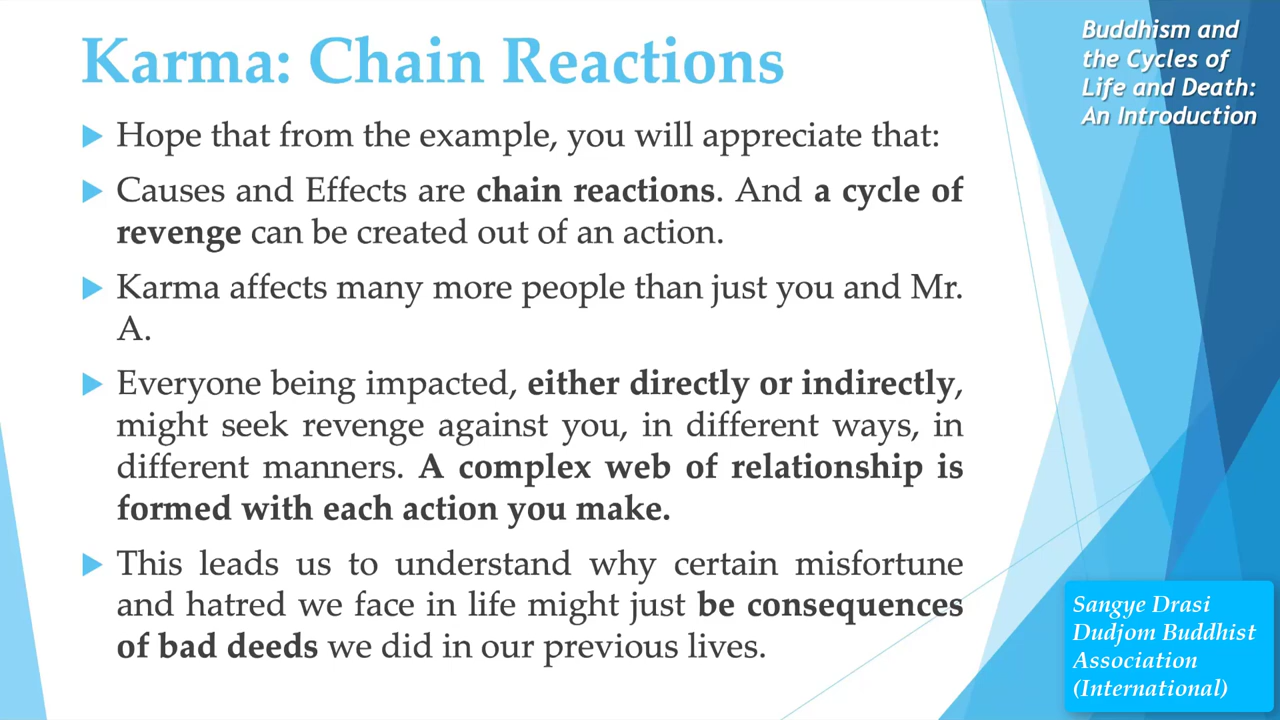 Karma: Chain Reactions
Buddhism and
the Cycles of
Life and Death:
An Introduction
Hope that from the example, you will appreciate that:
Causes and Effects are chain reactions. And a cycle of
revenge can be created out of an action.
Karma affects many more people than just you and Mr.
A.
Everyone being impacted, either directly or indirectly,
might seek revenge against you, in different ways, in
different manners. A complex web of relationship is
formed with each action you make.
This leads us to understand why certain misfortune
and hatred we face in life might just be consequences
of bad deeds we did in our previous lives.
Sangye Drasi
Dudjom Buddhist
Association
(International)